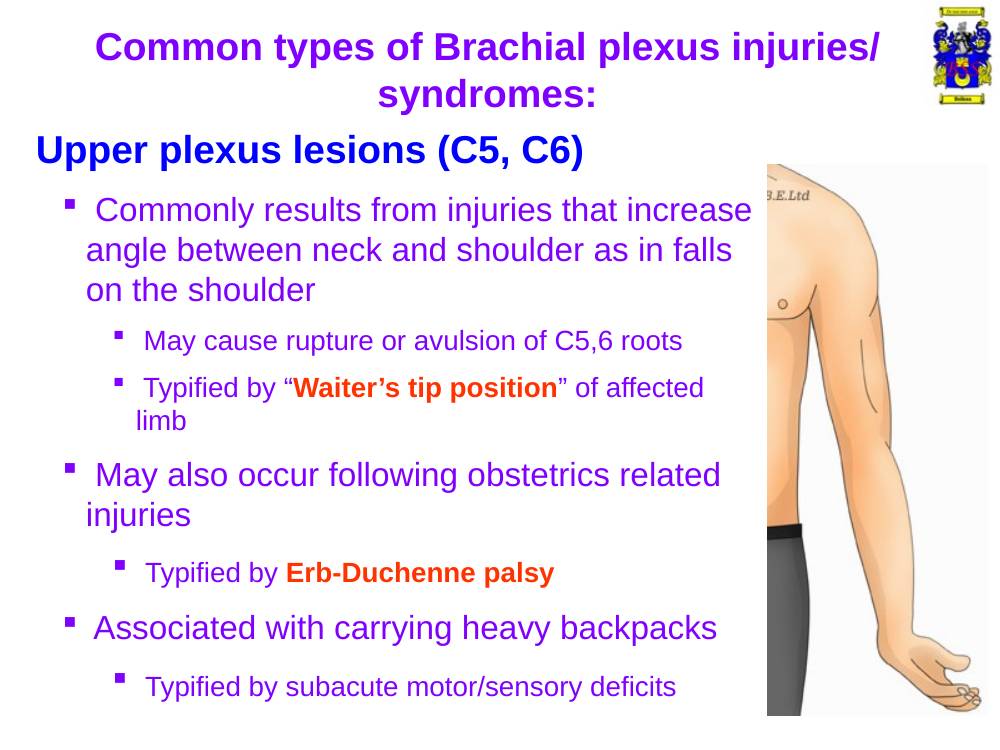 Common types of Brachial plexus injuries/
syndromes:
Upper plexus lesions (C5, C6)
▪ Commonly results from injuries that increase
angle between neck and shoulder as in falls
on the shoulder
▪ May cause rupture or avulsion of C5,6 roots
▪ Typified by “Waiter’s tip position” of affected
limb
▪ May also occur following obstetrics related
injuries
▪ Typified by Erb-Duchenne palsy
▪ Associated with carrying heavy backpacks
▪ Typified by subacute motor/sensory deficits
B.E.Ltd